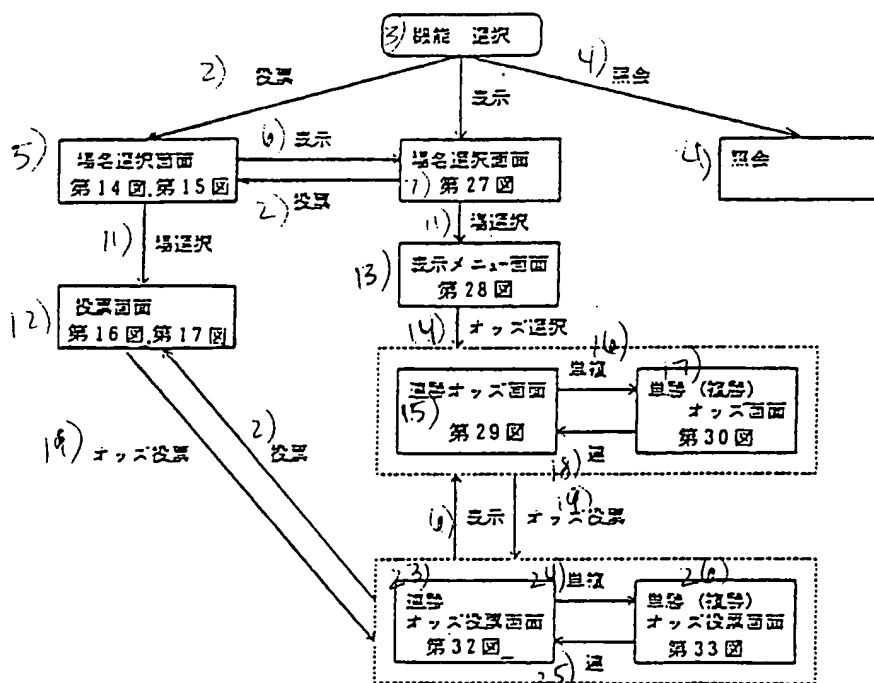 3) 機能 選択
2) 投票
表示
4) 照会
5) 場名選択画面
第14図.第15図
6) 表示
2) 投票
場名選択画面
7) 第27図
4) 照会
11) 場選択
11) 場選択
13) 表示メニュー画面
第28図
12) 投票画面
第16図.第17図
14) オッズ選択
15) 連勝オッズ画面
第29図
16) 単複
17) 単勝(複勝)
オッズ画面
第30図
18) 連
19) オッズ投票
2) 投票
6) 表示
19) オッズ投票
23) 連勝
オッズ投票画面
第32図
24) 単複
26) 単勝(複勝)
オッズ投票画面
第33図
25) 連